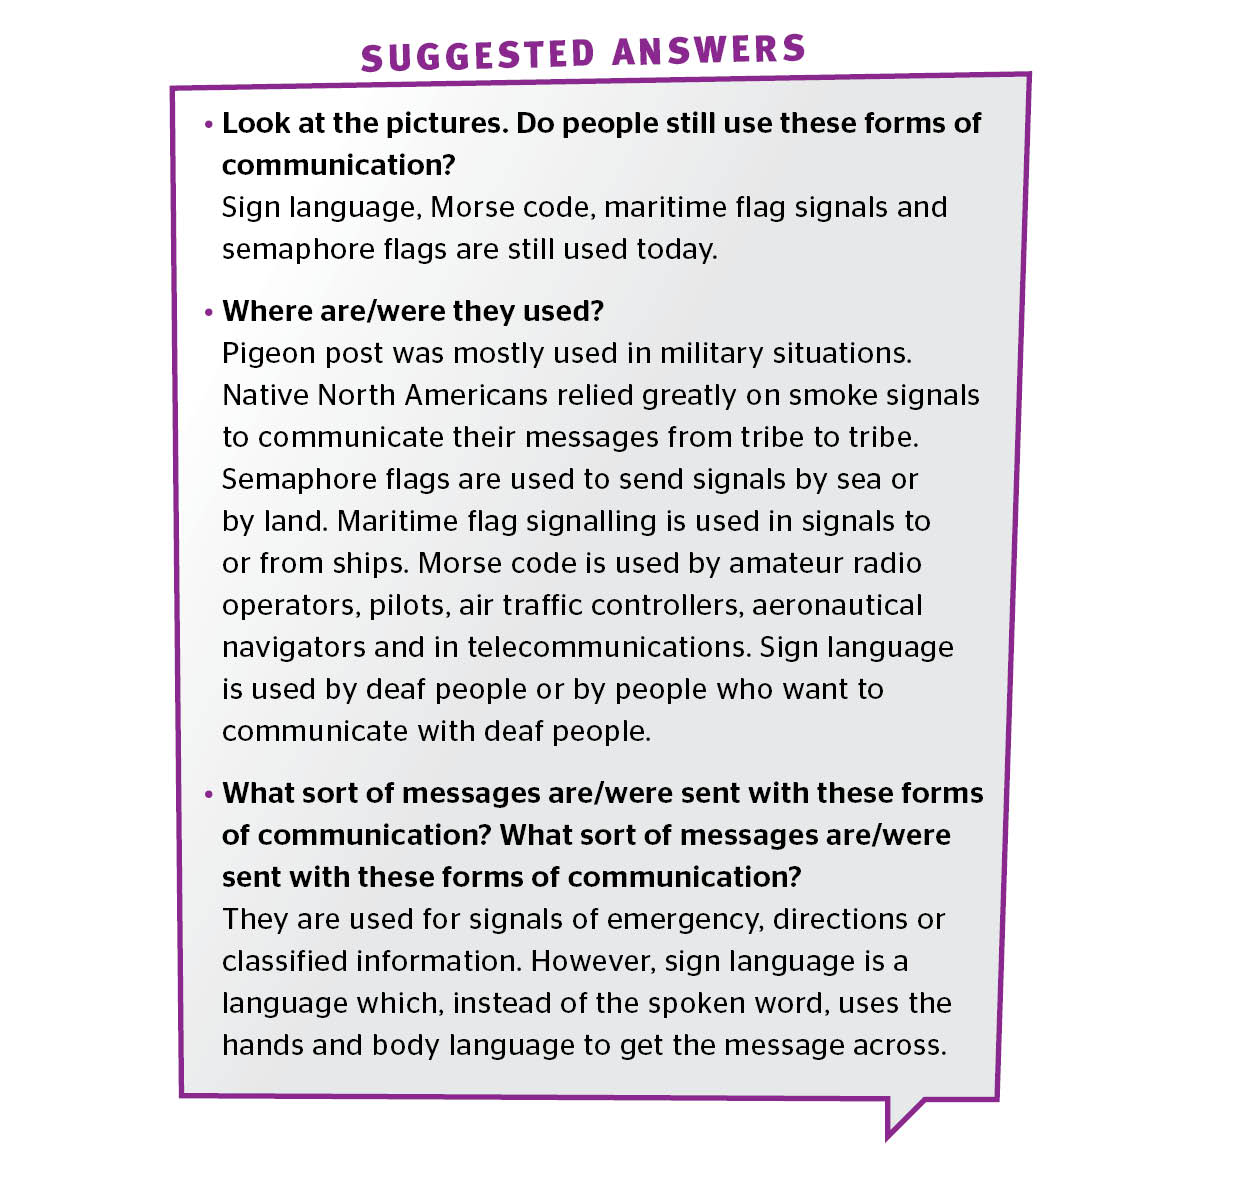 SUGGESTED ANSWERS
• Look at the pictures. Do people still use these forms of
communication?
Sign language, Morse code, maritime flag signals and
semaphore flags are still used today.
• Where are/were they used?
Pigeon post was mostly used in military situations.
Native North Americans relied greatly on smoke signals
to communicate their messages from tribe to tribe.
Semaphore flags are used to send signals by sea or
by land. Maritime flag signalling is used in signals to
or from ships. Morse code is used by amateur radio
operators, pilots, air traffic controllers, aeronautical
navigators and in telecommunications. Sign language
is used by deaf people or by people who want to
communicate with deaf people.
• What sort of messages are/were sent with these forms
of communication? What sort of messages are/were
sent with these forms of communication?
They are used for signals of emergency, directions or
classified information. However, sign language is a
language which, instead of the spoken word, uses the
hands and body language to get the message across.